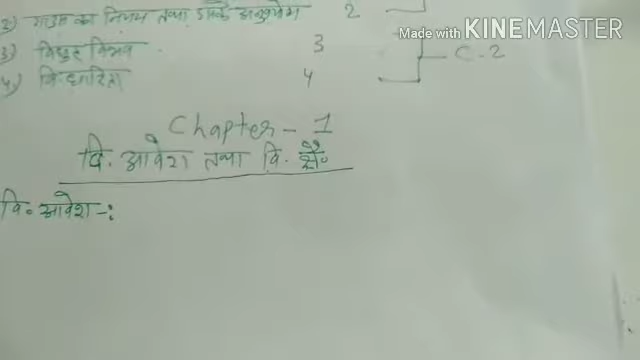 2) गाउस का नियम तथा इसके अनुप्रयोग 2
3) विद्युत विभव 3
C-2
4) वि॰ धारिता 4
Chapter-1
वि. आवेश तथा वि. क्षे॰
वि॰ आवेश-:
Made with KINEMASTER